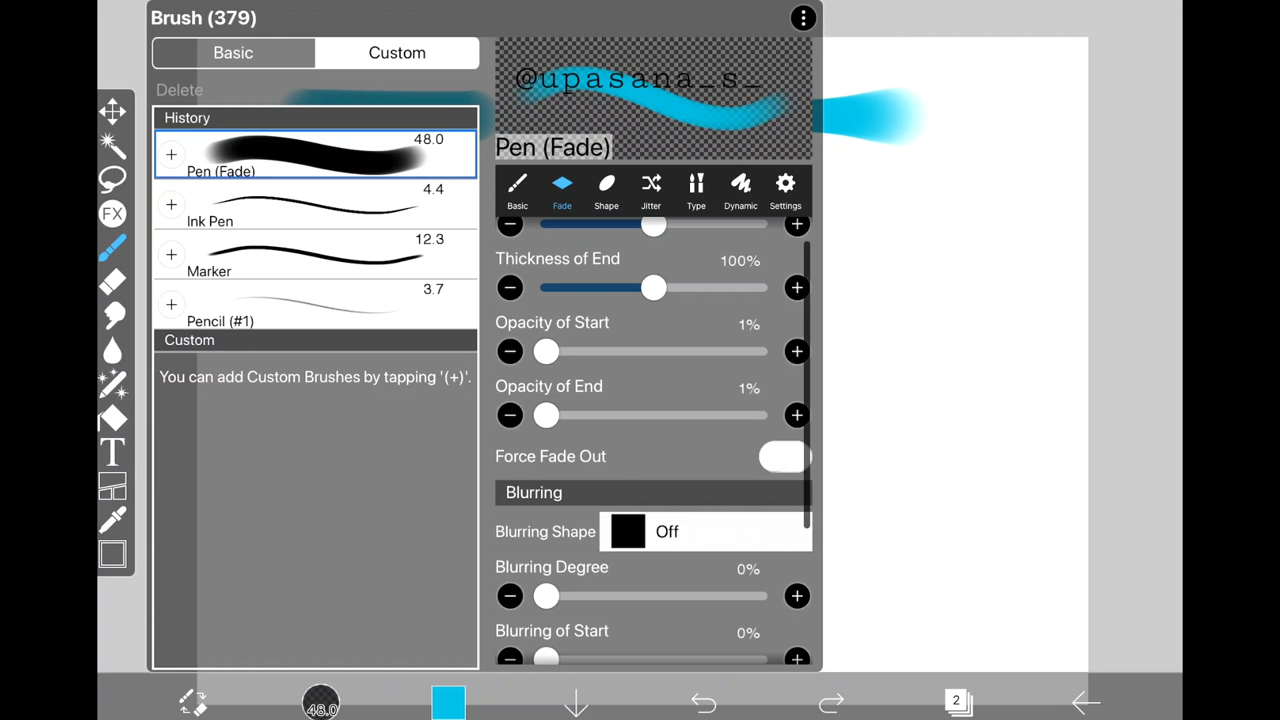 Brush (379)
Basic
Custom
Delete
History
48.0
Pen (Fade)
4.4
Ink Pen
12.3
Marker
3.7
Pencil (#1)
Custom
You can add Custom Brushes by tapping '(+)'.
@upasana_s_
Pen (Fade)
Basic
Fade
Shape
Jitter
Type
Dynamic
Settings
Thickness of End
100%
Opacity of Start
1%
Opacity of End
1%
Force Fade Out
Blurring
Blurring Shape
Off
Blurring Degree
0%
Blurring of Start
0%
FX
T
48.0
2